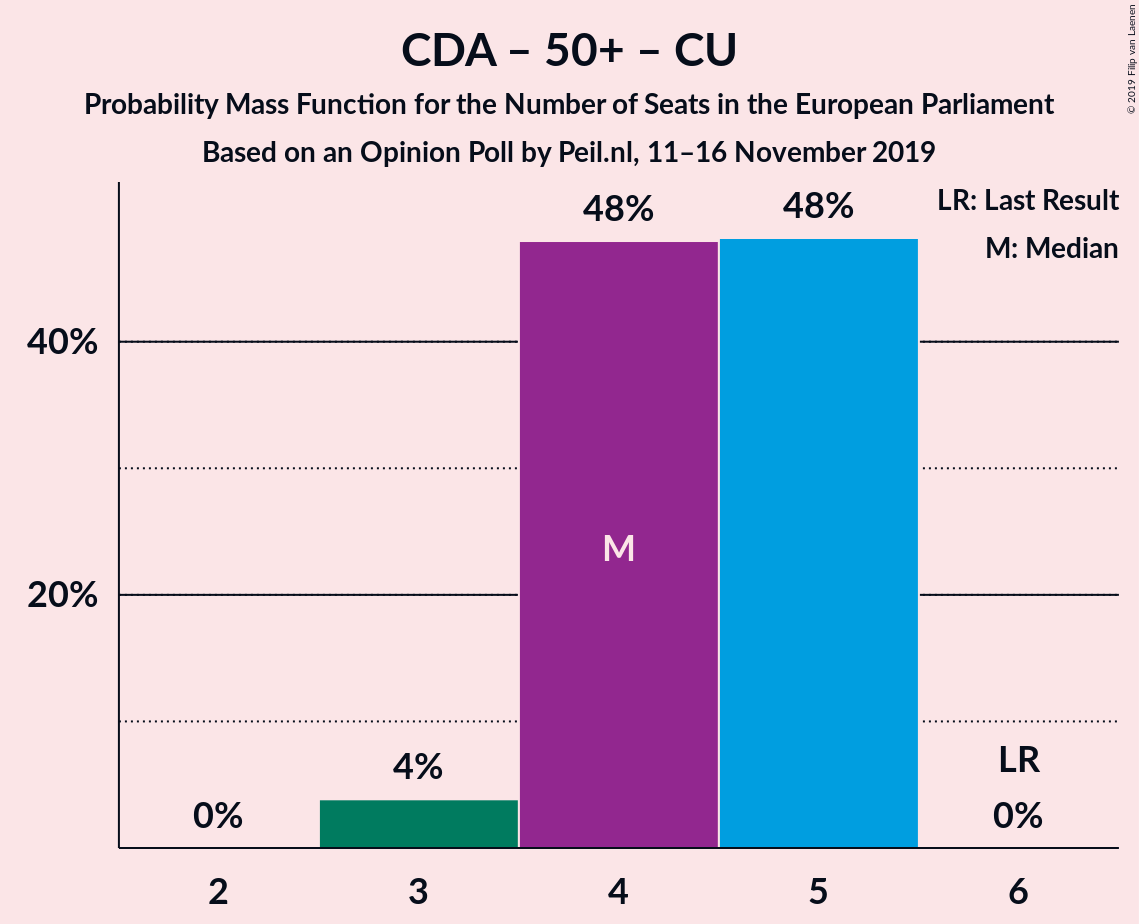 CDA – 50+ – CU
Probability Mass Function for the Number of Seats in the European Parliament
Based on an Opinion Poll by Peil.nl, 11–16 November 2019
© 2019 Filip van Laenen
LR: Last Result
M: Median
48%
48%
40%
M
20%
4%
LR
0%
0%
2
3
4
5
6